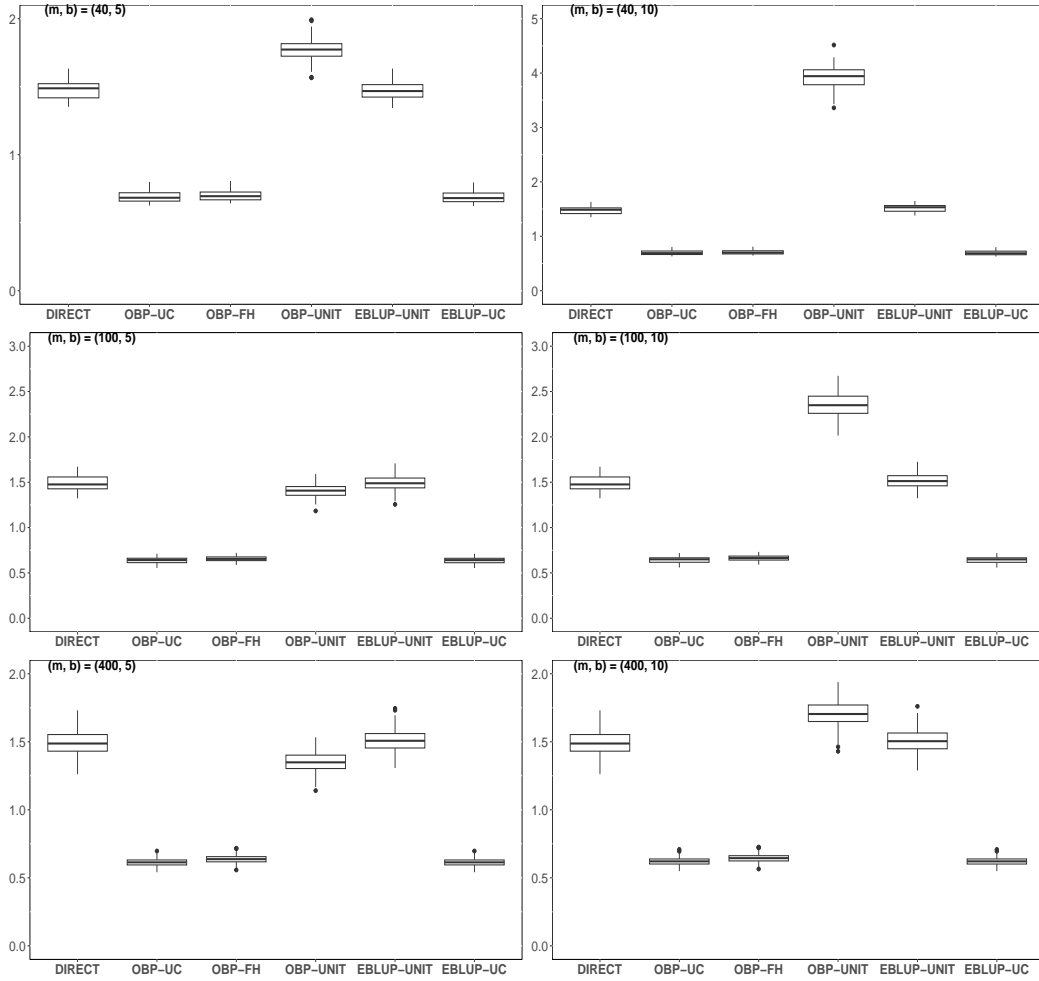 (m, b) = (40, 5)
2
1
0
DIRECT OBP−UC OBP−FH OBP−UNIT EBLUP−UNIT EBLUP−UC
(m, b) = (40, 10)
5
4
3
2
1
0
DIRECT OBP−UC OBP−FH OBP−UNIT EBLUP−UNIT EBLUP−UC
(m, b) = (100, 5)
3.0
2.5
2.0
1.5
1.0
0.5
0.0
DIRECT OBP−UC OBP−FH OBP−UNIT EBLUP−UNIT EBLUP−UC
(m, b) = (100, 10)
3.0
2.5
2.0
1.5
1.0
0.5
0.0
DIRECT OBP−UC OBP−FH OBP−UNIT EBLUP−UNIT EBLUP−UC
(m, b) = (400, 5)
2.0
1.5
1.0
0.5
0.0
DIRECT OBP−UC OBP−FH OBP−UNIT EBLUP−UNIT EBLUP−UC
(m, b) = (400, 10)
2.0
1.5
1.0
0.5
0.0
DIRECT OBP−UC OBP−FH OBP−UNIT EBLUP−UNIT EBLUP−UC